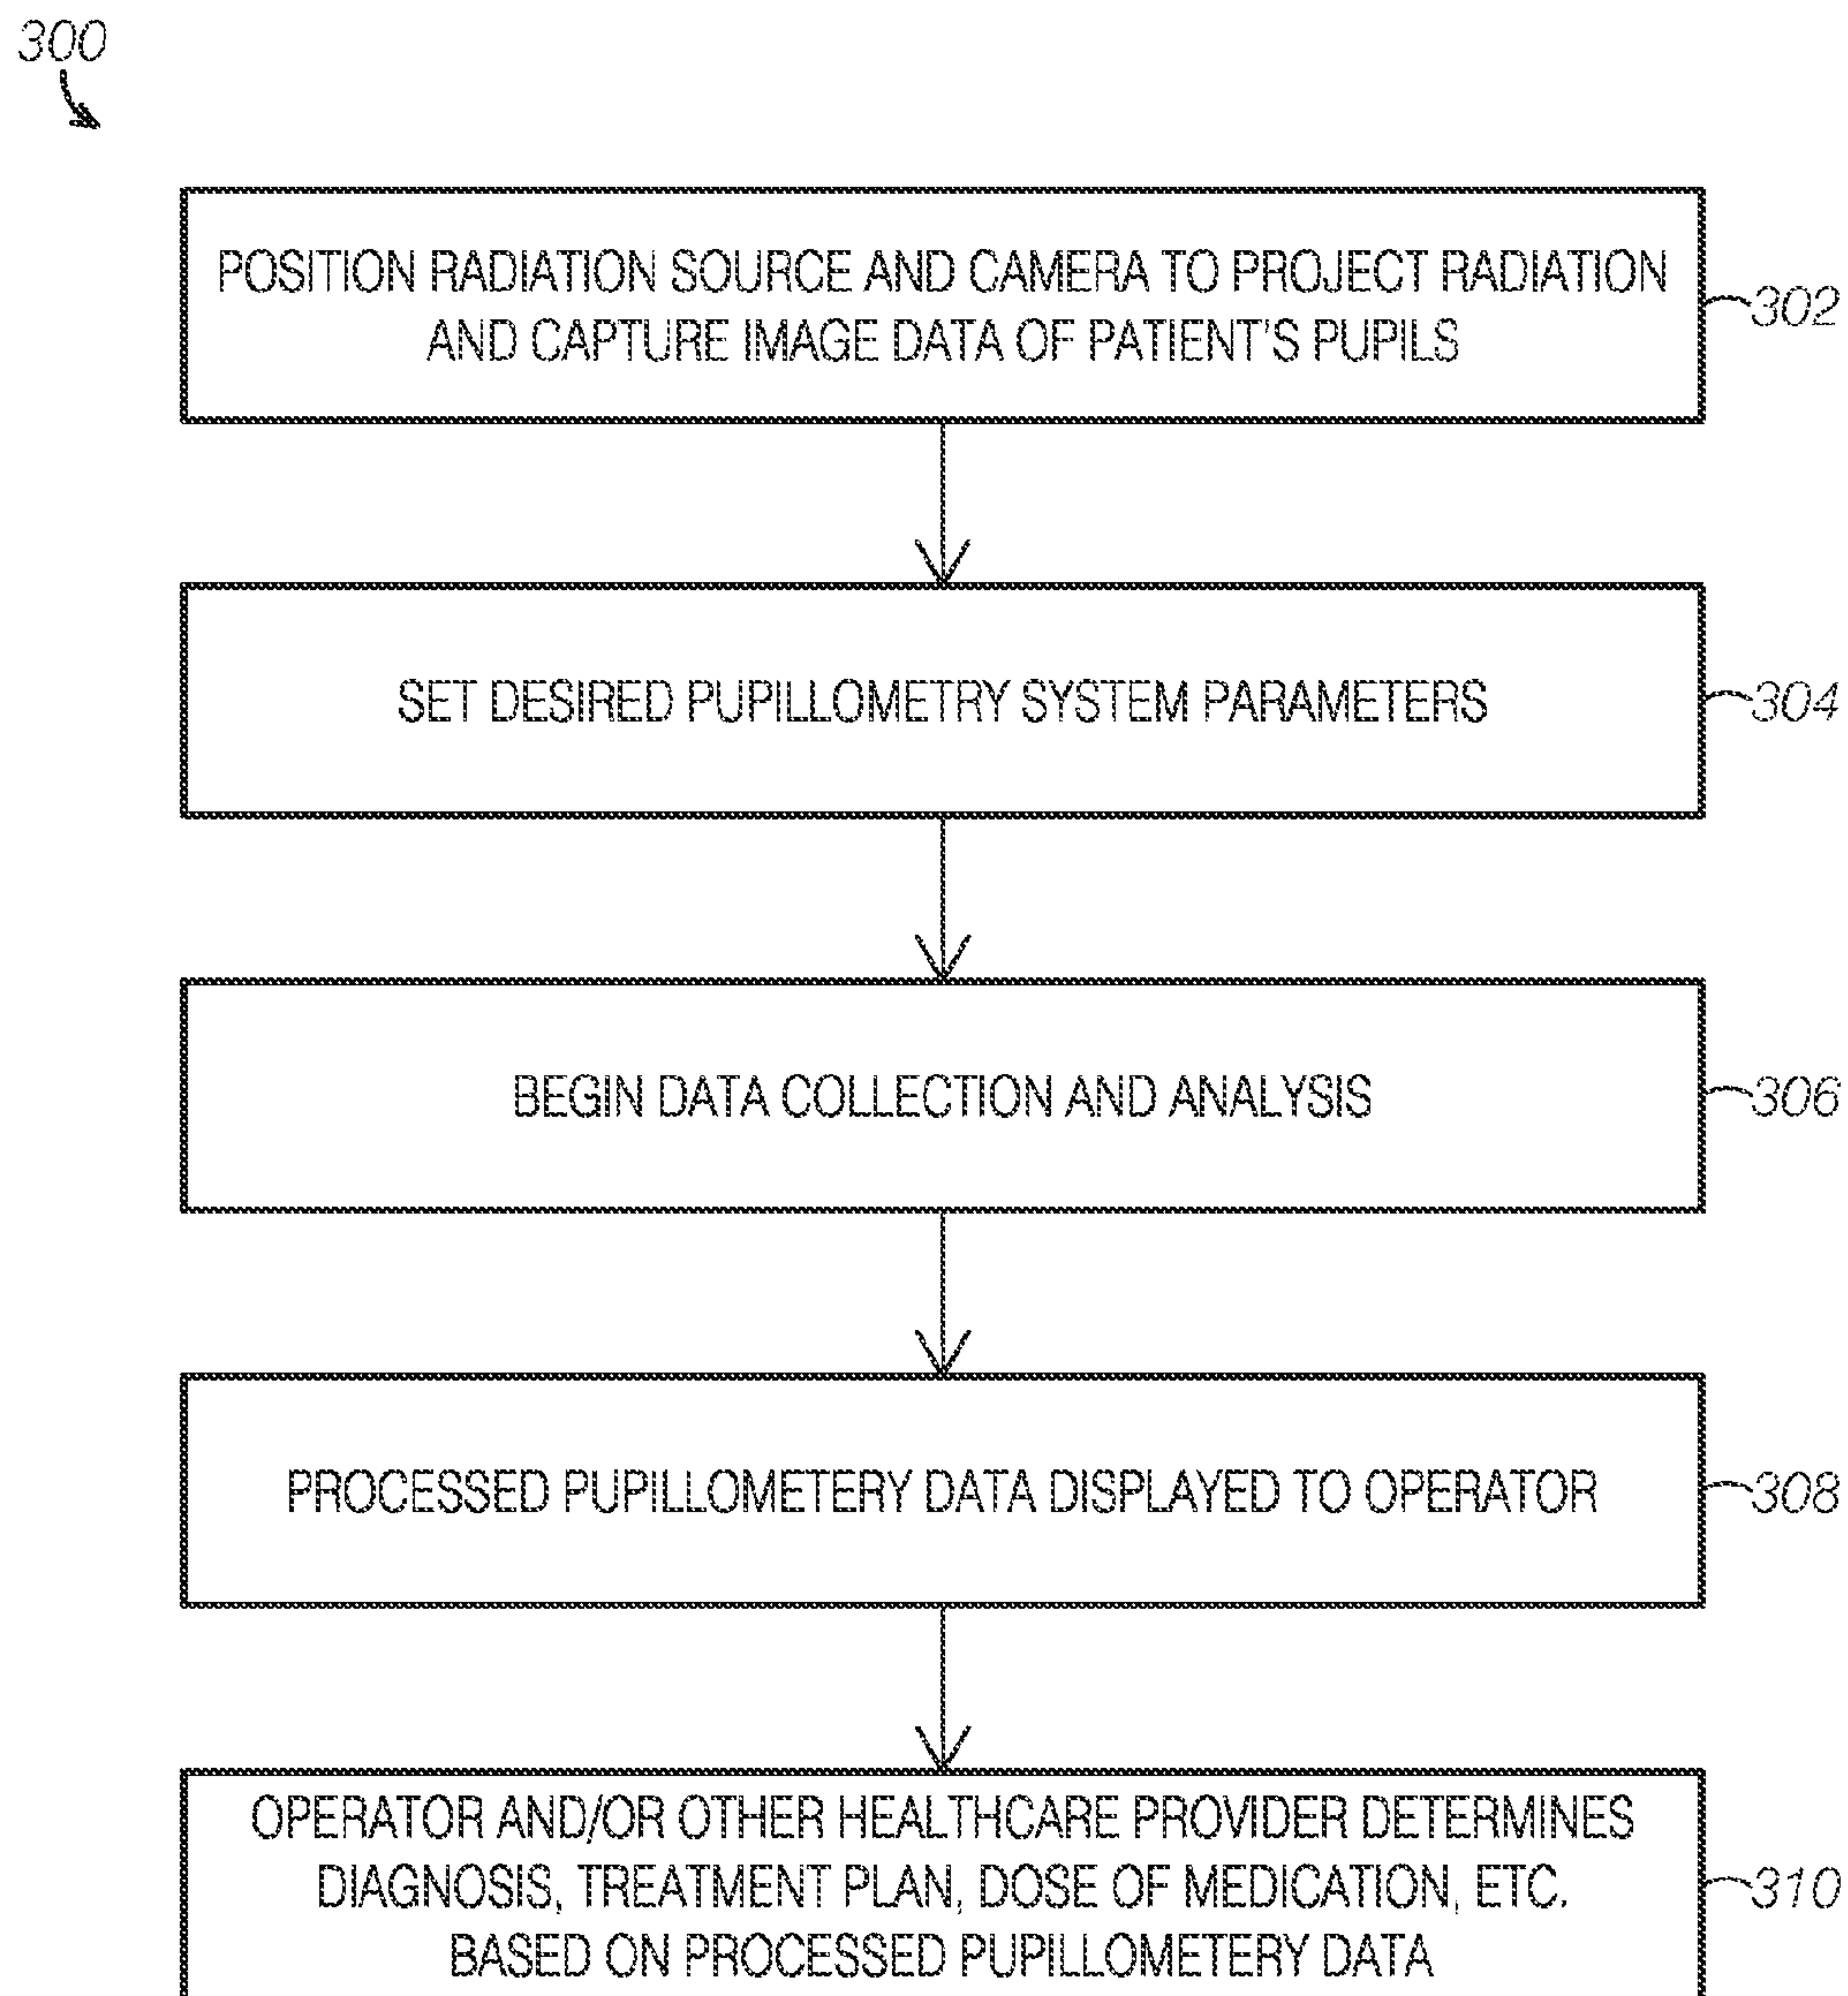 300
POSITION RADIATION SOURCE AND CAMERA TO PROJECT RADIATION
AND CAPTURE IMAGE DATA OF PATIENT'S PUPILS
302
SET DESIRED PUPILLOMETRY SYSTEM PARAMETERS
304
BEGIN DATA COLLECTION AND ANALYSIS
306
PROCESSED PUPILLOMETERY DATA DISPLAYED TO OPERATOR
308
OPERATOR AND/OR OTHER HEALTHCARE PROVIDER DETERMINES
DIAGNOSIS, TREATMENT PLAN, DOSE OF MEDICATION, ETC.
BASED ON PROCESSED PUPILLOMETERY DATA
310